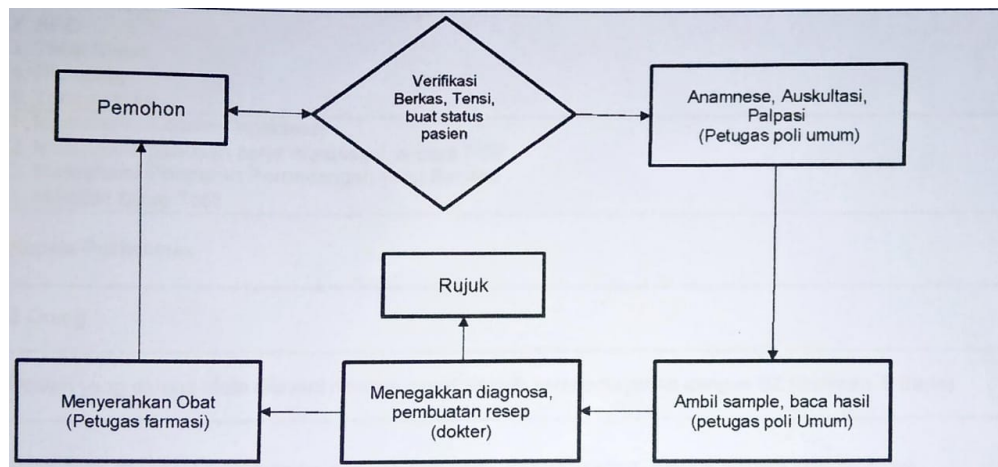 Pemohon
Verifikasi
Berkas, Tensi,
buat status
pasien
Anamnese, Auskultasi,
Palpasi
(Petugas poli umum)
Rujuk
Menyerahkan Obat
(Petugas farmasi)
Menegakkan diagnosa,
pembuatan resep
(dokter)
Ambil sample, baca hasil
(petugas poli Umum)